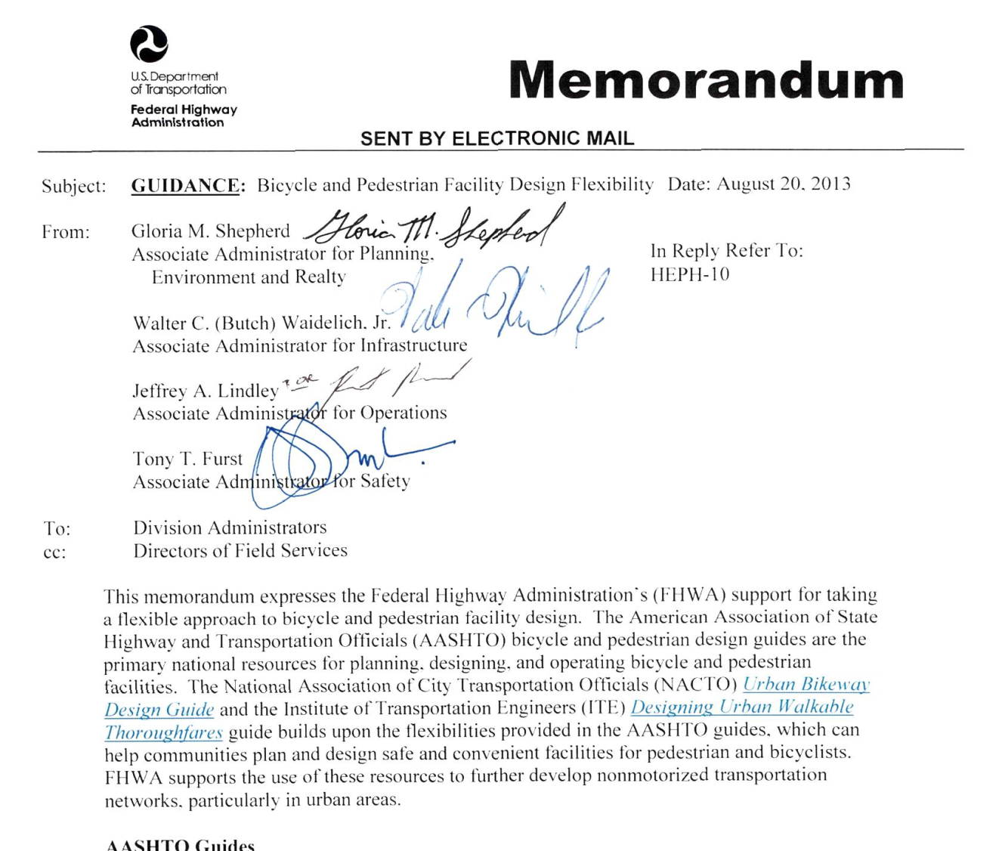 U.S. Department
of Transportation
Federal Highway
Administration
Memorandum
SENT BY ELECTRONIC MAIL
Subject: GUIDANCE: Bicycle and Pedestrian Facility Design Flexibility Date: August 20, 2013
From: Gloria M. Shepherd Gloria M. Shepherd
Associate Administrator for Planning,
Environment and Realty
In Reply Refer To:
HEPH-10
Walter C. (Butch) Waidelich, Jr.
Associate Administrator for Infrastructure
Jeffrey A. Lindley
Associate Administrator for Operations
Tony T. Furst
Associate Administrator for Safety
To: Division Administrators
cc: Directors of Field Services
This memorandum expresses the Federal Highway Administration's (FHWA) support for taking
a flexible approach to bicycle and pedestrian facility design. The American Association of State
Highway and Transportation Officials (AASHTO) bicycle and pedestrian design guides are the
primary national resources for planning, designing, and operating bicycle and pedestrian
facilities. The National Association of City Transportation Officials (NACTO) Urban Bikeway
Design Guide and the Institute of Transportation Engineers (ITE) Designing Urban Walkable
Thoroughfares guide builds upon the flexibilities provided in the AASHTO guides, which can
help communities plan and design safe and convenient facilities for pedestrian and bicyclists.
FHWA supports the use of these resources to further develop nonmotorized transportation
networks, particularly in urban areas.
AASHTO Guides